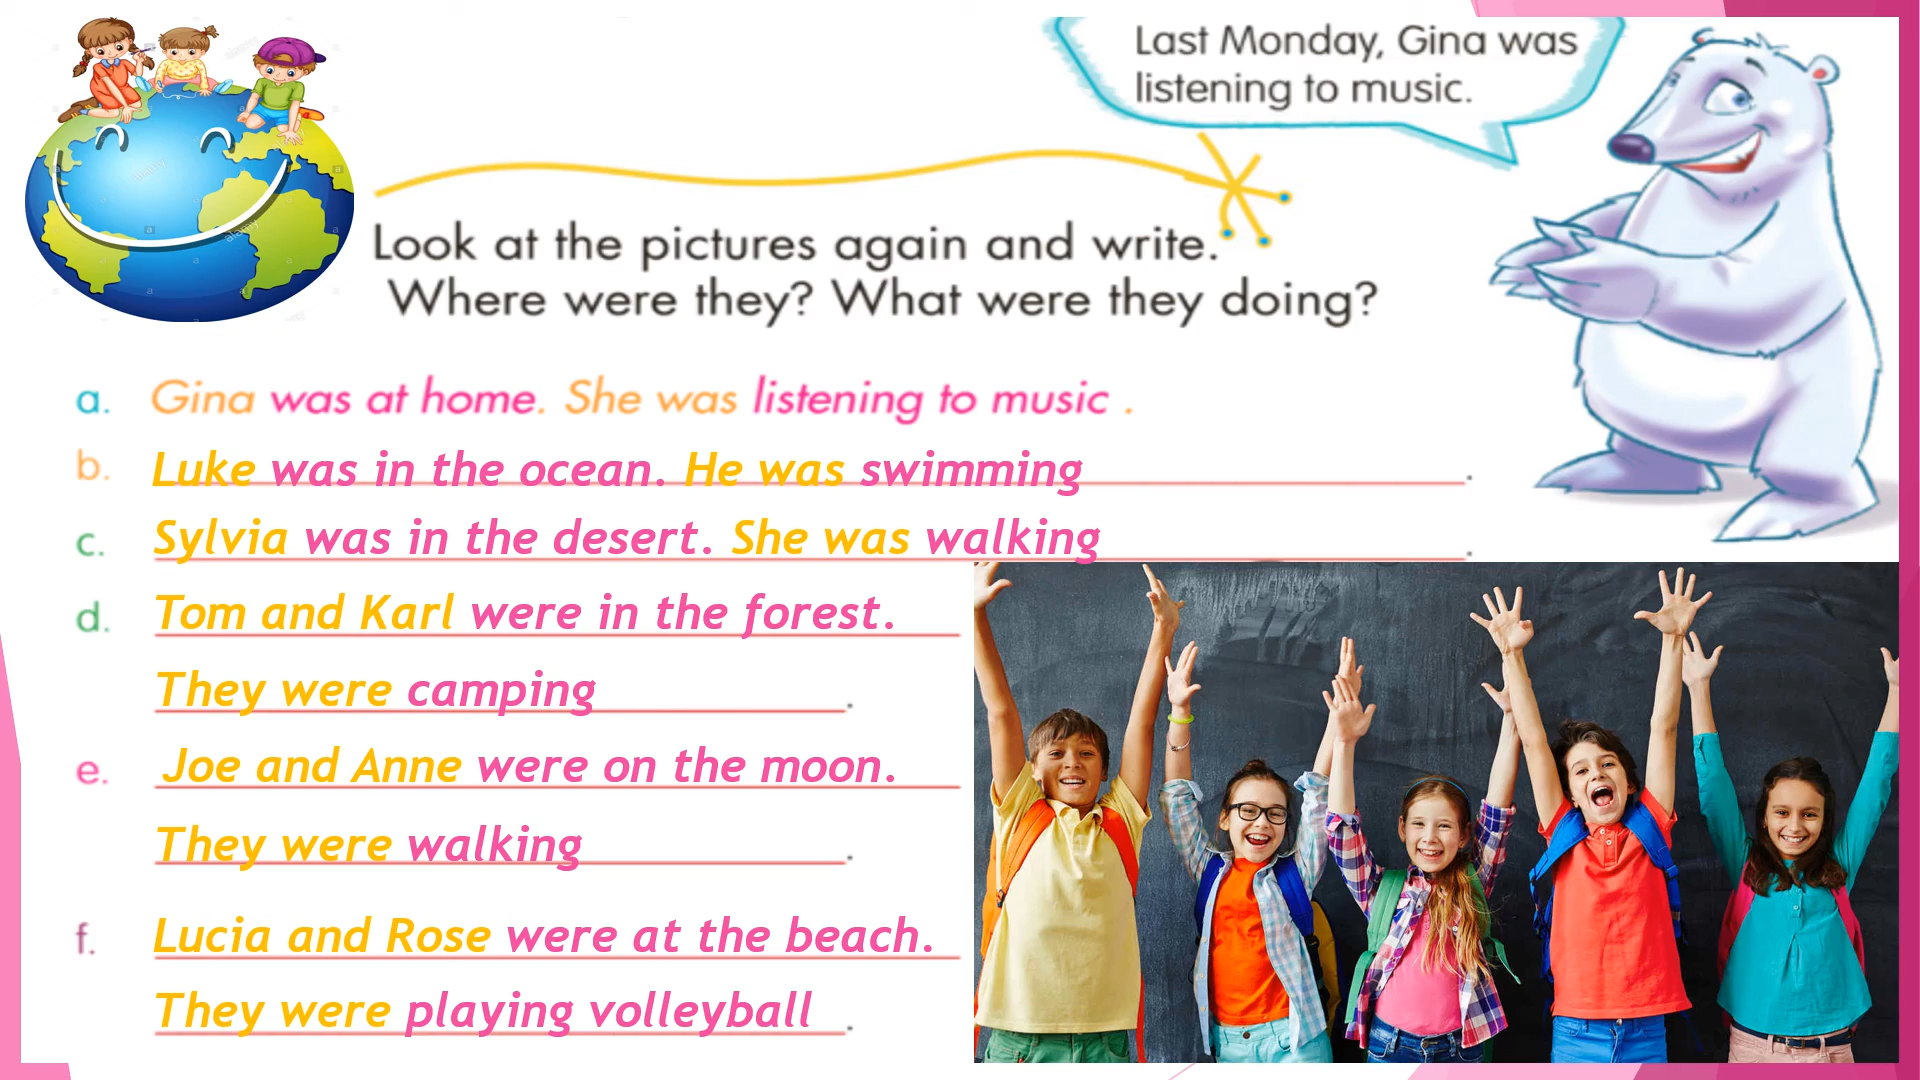 Last Monday, Gina was
listening to music.
Look at the pictures again and write.
Where were they? What were they doing?
a. Gina was at home. She was listening to music .
b. Luke was in the ocean. He was swimming .
c. Sylvia was in the desert. She was walking .
d. Tom and Karl were in the forest.
They were camping .
e. Joe and Anne were on the moon.
They were walking .
f. Lucia and Rose were at the beach.
They were playing volleyball .